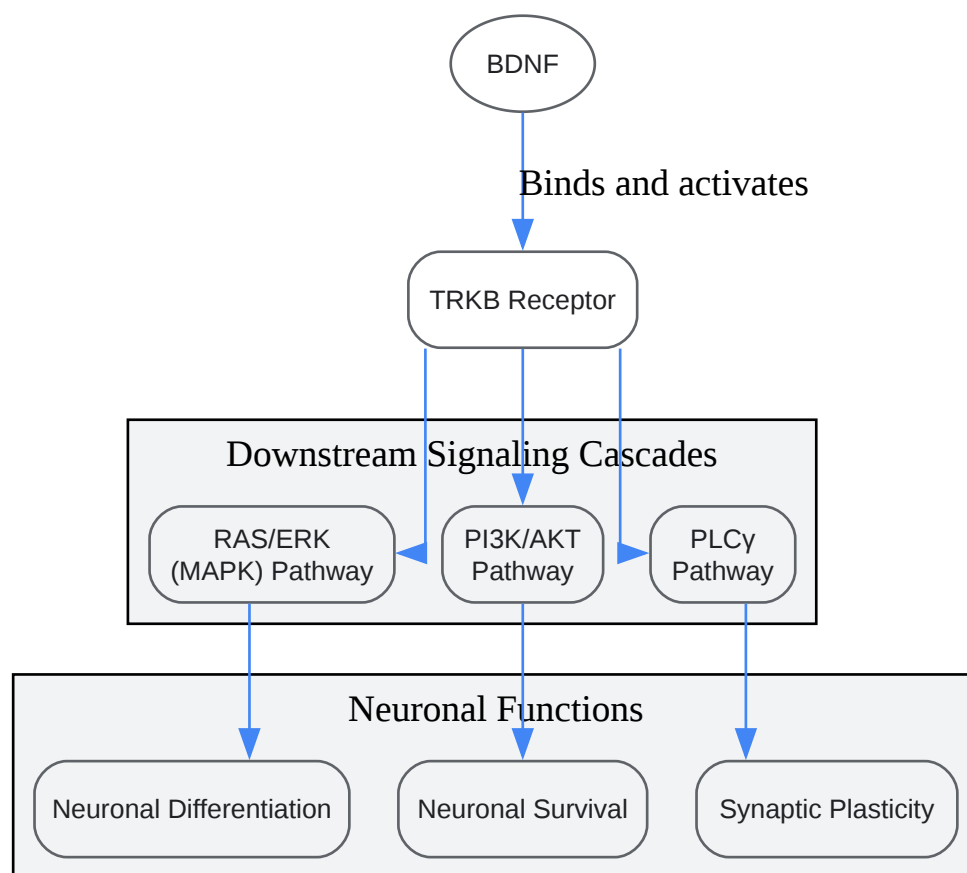 BDNF
Binds and activates
TRKB Receptor
Downstream Signaling Cascades
RAS/ERK
(MAPK) Pathway
PI3K/AKT
Pathway
PLCγ
Pathway
Neuronal Functions
Neuronal Differentiation
Neuronal Survival
Synaptic Plasticity